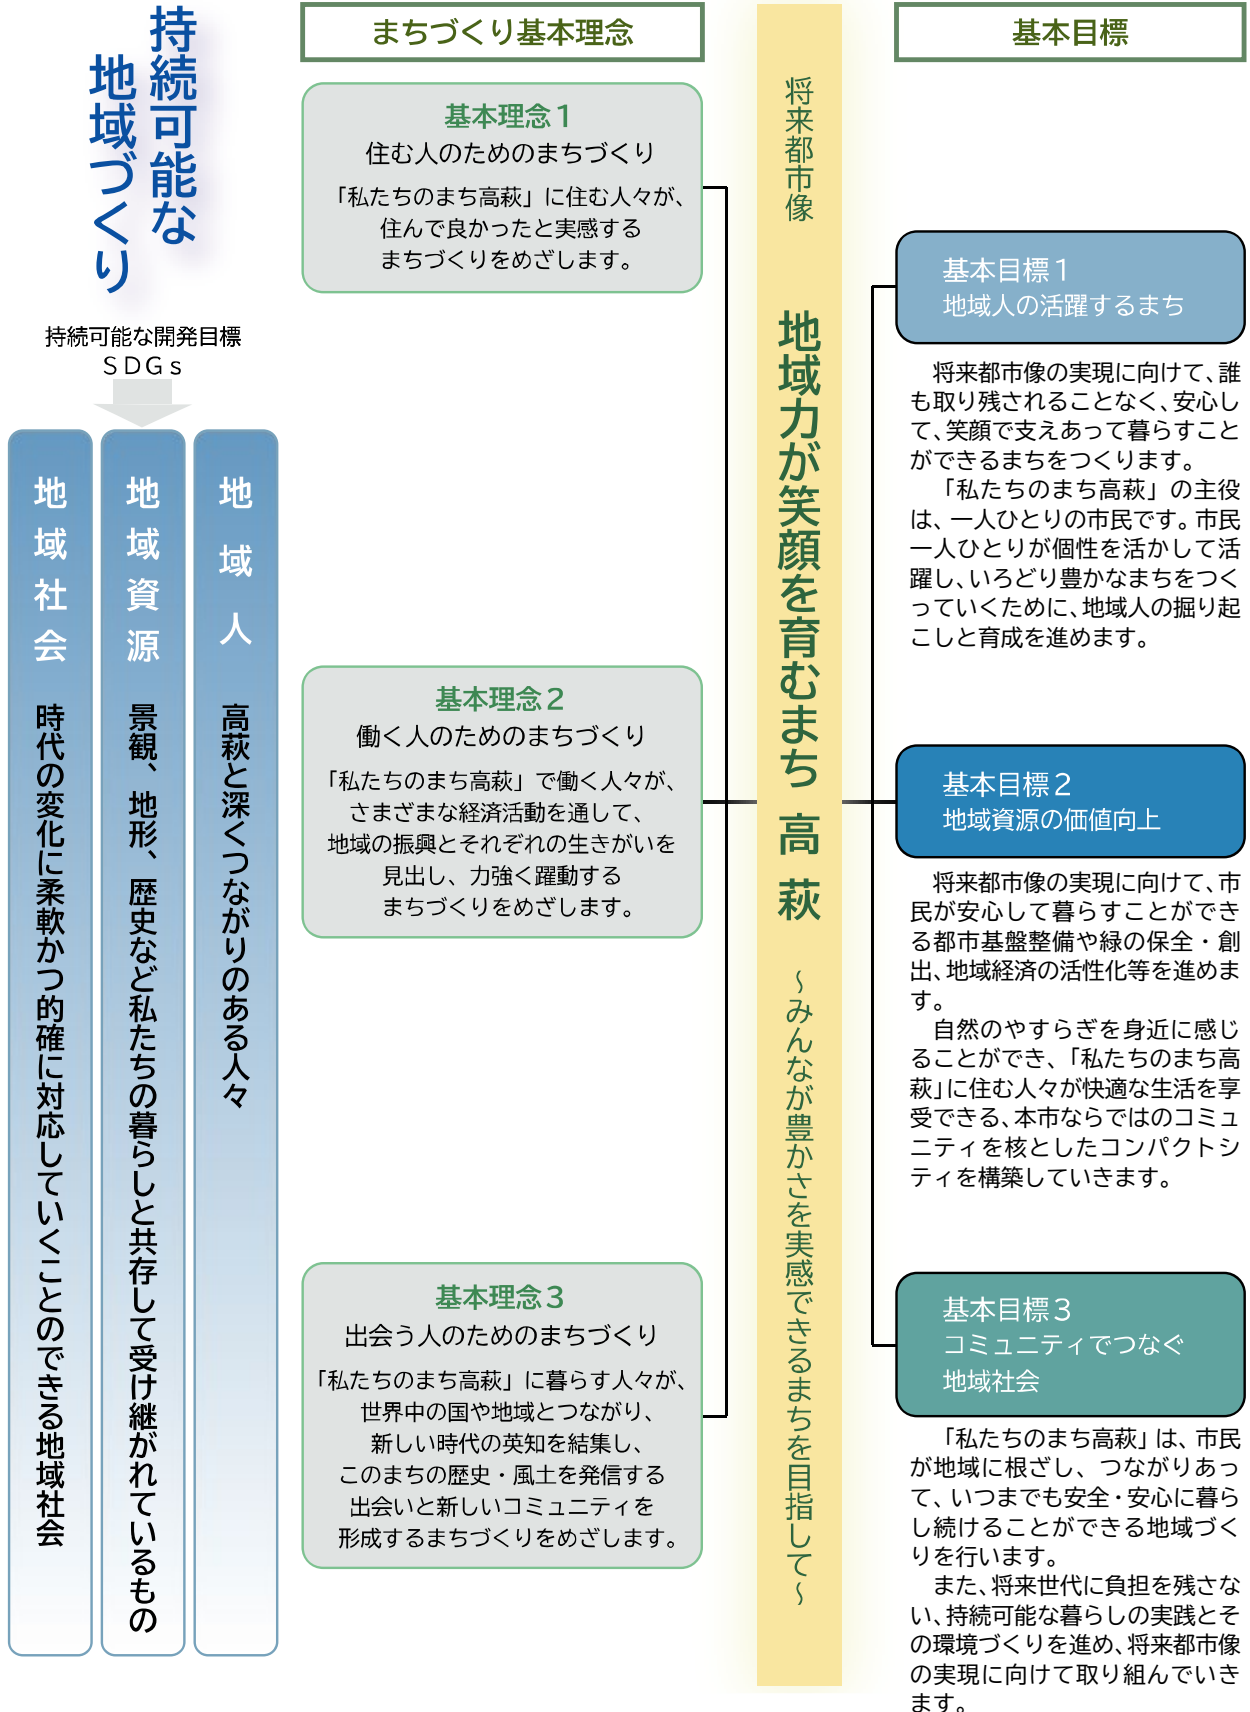 持続可能な
地域づくり
持続可能な開発目標
SDGs
地域人　高萩と深くつながりのある人々
地域資源　景観、地形、歴史など私たちの暮らしと共存して受け継がれているもの
地域社会　時代の変化に柔軟かつ的確に対応していくことのできる地域社会
まちづくり基本理念
基本理念1
住む人のためのまちづくり
「私たちのまち高萩」に住む人々が、
住んで良かったと実感する
まちづくりをめざします。
基本理念2
働く人のためのまちづくり
「私たちのまち高萩」で働く人々が、
さまざまな経済活動を通して、
地域の振興とそれぞれの生きがいを
見出し、力強く躍動する
まちづくりをめざします。
基本理念3
出会う人のためのまちづくり
「私たちのまち高萩」に暮らす人々が、
世界中の国や地域とつながり、
新しい時代の英知を結集し、
このまちの歴史・風土を発信する
出会いと新しいコミュニティを
形成するまちづくりをめざします。
将来都市像　地域力が笑顔を育むまち 高萩　～みんなが豊かさを実感できるまちを目指して～
基本目標
基本目標1
地域人の活躍するまち
将来都市像の実現に向けて、誰
も取り残されることなく、安心し
て、笑顔で支えあって暮らすこと
ができるまちをつくります。
「私たちのまち高萩」の主役
は、一人ひとりの市民です。市民
一人ひとりが個性を活かして活
躍し、いろどり豊かなまちをつく
っていくために、地域人の掘り起
こしと育成を進めます。
基本目標2
地域資源の価値向上
将来都市像の実現に向けて、市
民が安心して暮らすことができ
る都市基盤整備や緑の保全・創
出、地域経済の活性化等を進めま
す。
自然のやすらぎを身近に感じ
ることができ、「私たちのまち高
萩」に住む人々が快適な生活を享
受できる、本市ならではのコミュ
ニティを核としたコンパクトシ
ティを構築していきます。
基本目標3
コミュニティでつなぐ
地域社会
「私たちのまち高萩」は、市民
が地域に根ざし、つながりあっ
て、いつまでも安全・安心に暮ら
し続けることができる地域づく
りを行います。
また、将来世代に負担を残さな
い、持続可能な暮らしの実践とそ
の環境づくりを進め、将来都市像
の実現に向けて取り組んでいき
ます。